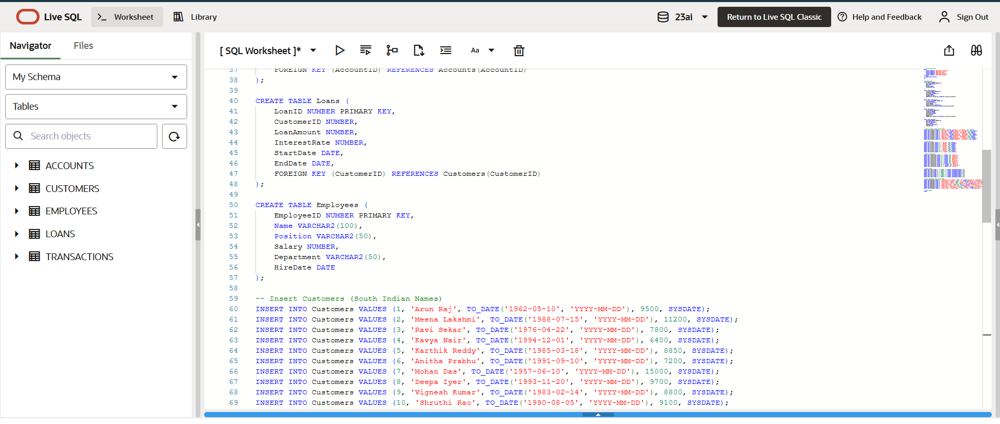 Live SQL
Worksheet
Library
23ai
Return to Live SQL Classic
Help and Feedback
Sign Out
Navigator
Files
My Schema
Tables
Search objects
ACCOUNTS
CUSTOMERS
EMPLOYEES
LOANS
TRANSACTIONS
[ SQL Worksheet ]*
Aa
37 FOREIGN KEY (AccountID) REFERENCES Accounts(AccountID)
38 );
39
40 CREATE TABLE Loans (
41 LoanID NUMBER PRIMARY KEY,
42 CustomerID NUMBER,
43 LoanAmount NUMBER,
44 InterestRate NUMBER,
45 StartDate DATE,
46 EndDate DATE,
47 FOREIGN KEY (CustomerID) REFERENCES Customers(CustomerID)
48 );
49
50 CREATE TABLE Employees (
51 EmployeeID NUMBER PRIMARY KEY,
52 Name VARCHAR2(100),
53 Position VARCHAR2(50),
54 Salary NUMBER,
55 Department VARCHAR2(50),
56 HireDate DATE
57 );
58
59 -- Insert Customers (South Indian Names)
60 INSERT INTO Customers VALUES (1, 'Arun Raj', TO_DATE('1962-05-10', 'YYYY-MM-DD'), 9500, SYSDATE);
61 INSERT INTO Customers VALUES (2, 'Meena Lakshmi', TO_DATE('1988-07-15', 'YYYY-MM-DD'), 11200, SYSDATE);
62 INSERT INTO Customers VALUES (3, 'Ravi Sekar', TO_DATE('1976-04-22', 'YYYY-MM-DD'), 7800, SYSDATE);
63 INSERT INTO Customers VALUES (4, 'Kavya Nair', TO_DATE('1994-12-01', 'YYYY-MM-DD'), 6400, SYSDATE);
64 INSERT INTO Customers VALUES (5, 'Karthik Reddy', TO_DATE('1985-03-18', 'YYYY-MM-DD'), 8850, SYSDATE);
65 INSERT INTO Customers VALUES (6, 'Anitha Prabhu', TO_DATE('1991-09-10', 'YYYY-MM-DD'), 7200, SYSDATE);
66 INSERT INTO Customers VALUES (7, 'Mohan Das', TO_DATE('1957-06-10', 'YYYY-MM-DD'), 15000, SYSDATE);
67 INSERT INTO Customers VALUES (8, 'Deepa Iyer', TO_DATE('1993-11-20', 'YYYY-MM-DD'), 9700, SYSDATE);
68 INSERT INTO Customers VALUES (9, 'Vignesh Kumar', TO_DATE('1983-02-14', 'YYYY-MM-DD'), 8800, SYSDATE);
69 INSERT INTO Customers VALUES (10, 'Shruthi Rao', TO_DATE('1990-08-05', 'YYYY-MM-DD'), 9100, SYSDATE);